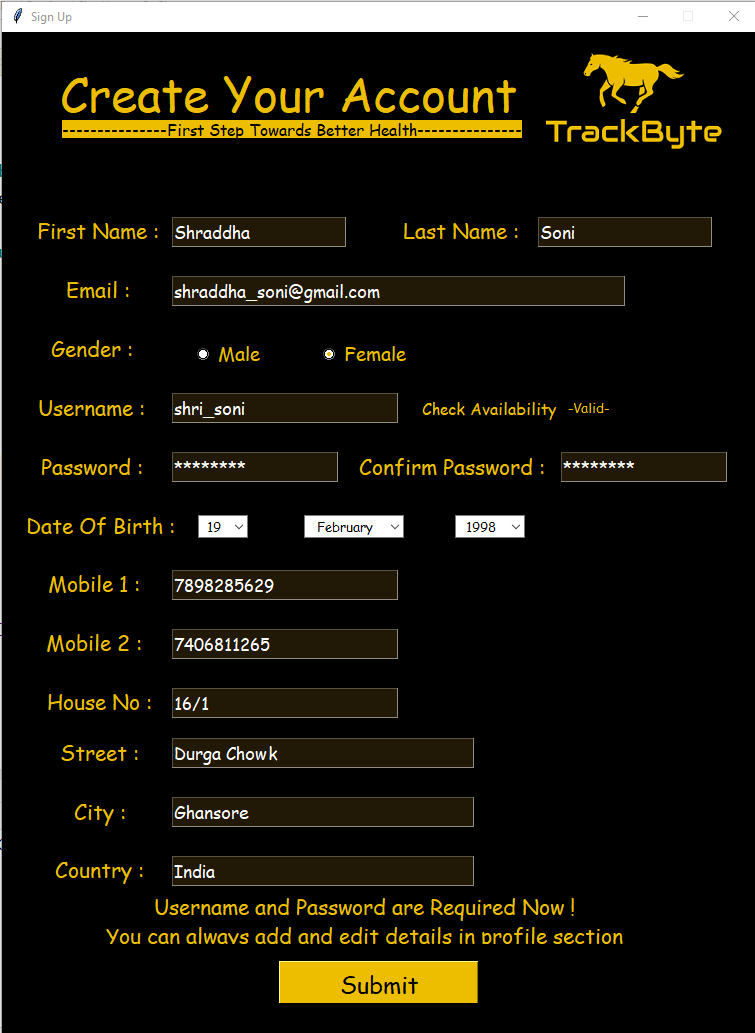 Sign Up
Create Your Account
---------------First Step Towards Better Health---------------
TrackByte
First Name : Shraddha Last Name : Soni
Email : shraddha_soni@gmail.com
Gender : Male Female
Username : shri_soni Check Availability -Valid-
Password : ******** Confirm Password : ********
Date Of Birth : 19 February 1998
Mobile 1 : 7898285629
Mobile 2 : 7406811265
House No : 16/1
Street : Durga Chowk
City : Ghansore
Country : India
Username and Password are Required Now !
You can always add and edit details in profile section
Submit